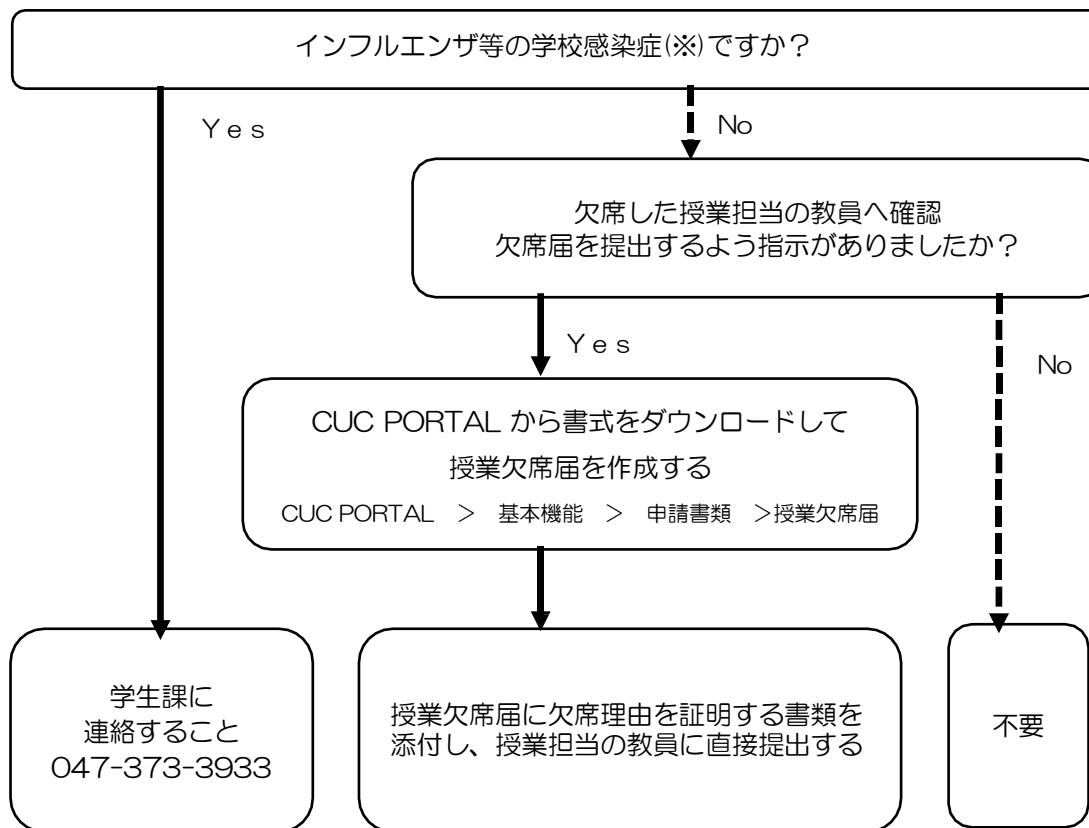 インフルエンザ等の学校感染症(※)ですか？
Yes
No
欠席した授業担当の教員へ確認
欠席届を提出するよう指示がありましたか？
Yes
No
CUC PORTAL から書式をダウンロードして
授業欠席届を作成する
CUC PORTAL ＞ 基本機能 ＞ 申請書類 ＞授業欠席届
学生課に
連絡すること
047-373-3933
授業欠席届に欠席理由を証明する書類を
添付し、授業担当の教員に直接提出する
不要